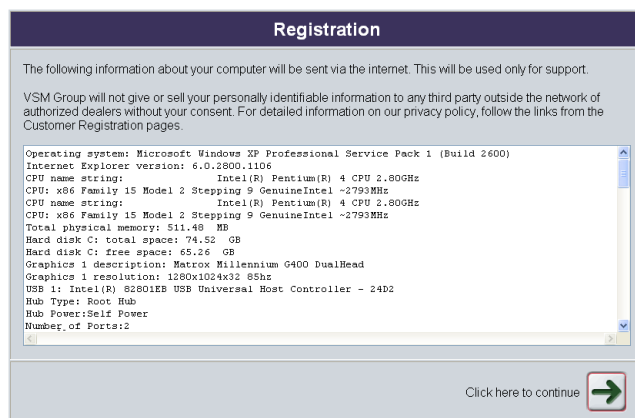 Registration
The following information about your computer will be sent via the internet. This will be used only for support.
VSM Group will not give or sell your personally identifiable information to any third party outside the network of
authorized dealers without your consent. For detailed information on our privacy policy, follow the links from the
Customer Registration pages.
Operating system: Microsoft Windows XP Professional Service Pack 1 (Build 2600)
Internet Explorer version: 6.0.2800.1106
CPU name string: Intel(R) Pentium(R) 4 CPU 2.80GHz
CPU: x86 Family 15 Model 2 Stepping 9 GenuineIntel ~2793MHz
CPU name string: Intel(R) Pentium(R) 4 CPU 2.80GHz
CPU: x86 Family 15 Model 2 Stepping 9 GenuineIntel ~2793MHz
Total physical memory: 511.48 MB
Hard disk C: total space: 74.52 GB
Hard disk C: free space: 65.26 GB
Graphics 1 description: Matrox Millennium G400 DualHead
Graphics 1 resolution: 1280x1024x32 85hz
USB 1: Intel(R) 82801EB USB Universal Host Controller - 24D2
Hub Type: Root Hub
Hub Power:Self Power
Number of Ports:2
Click here to continue